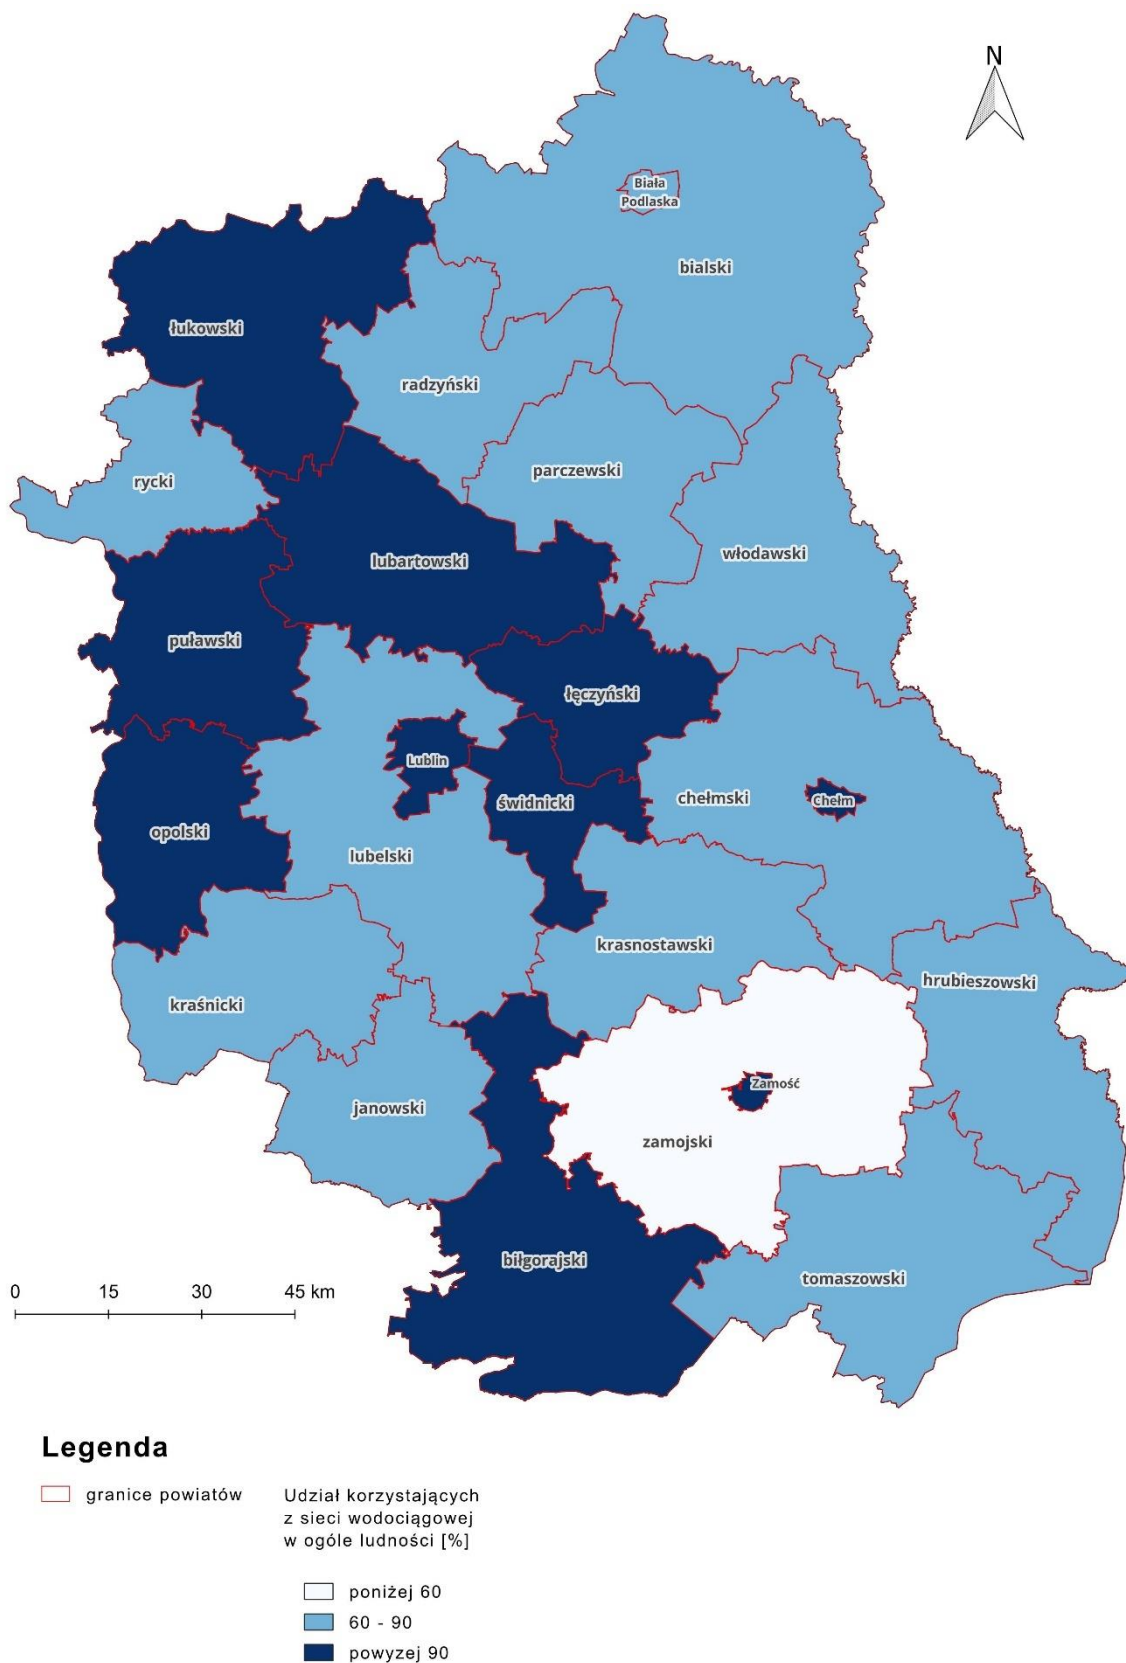 N
Biała
Podlaska
bialski
łukowski
radzyński
parczewski
rycki
włodawski
lubartowski
puławski
łęczyński
Lublin
świdnicki
chełmski
Chełm
opolski
lubelski
krasnostawski
hrubieszowski
kraśnicki
Zamość
janowski
zamojski
biłgorajski
tomaszowski
0 15 30 45 km
Legenda
granice powiatów
Udział korzystających
z sieci wodociągowej
w ogóle ludności [%]
poniżej 60
60 - 90
powyzej 90